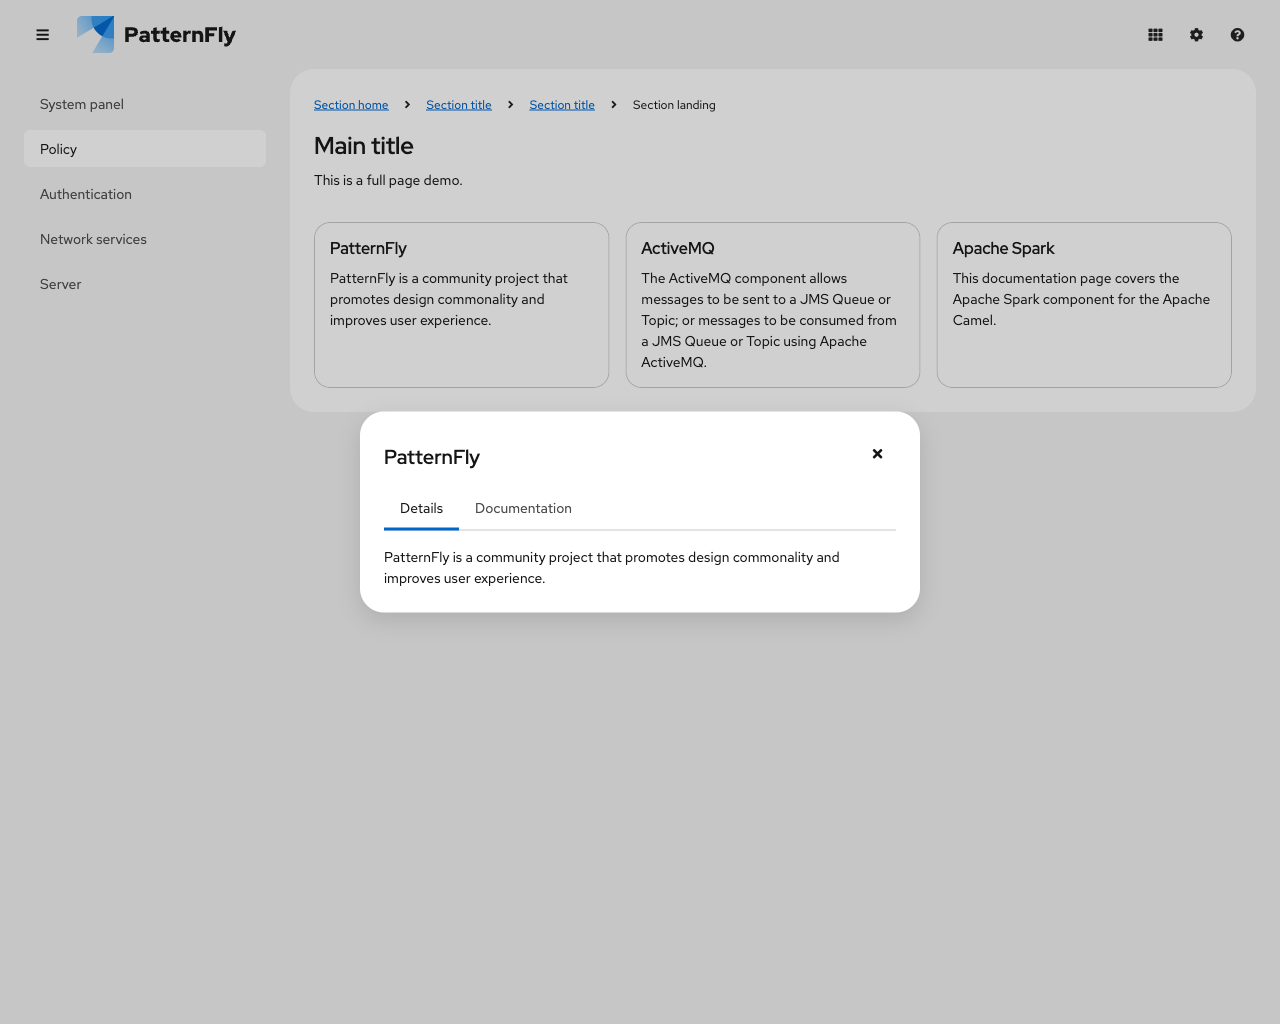 PatternFly
System panel
Policy
Authentication
Network services
Server
Section home
Section title
Section title
Section landing
Main title
This is a full page demo.
PatternFly
PatternFly is a community project that
promotes design commonality and
improves user experience.
ActiveMQ
The ActiveMQ component allows
messages to be sent to a JMS Queue or
Topic; or messages to be consumed from
a JMS Queue or Topic using Apache
ActiveMQ.
Apache Spark
This documentation page covers the
Apache Spark component for the Apache
Camel.
PatternFly
Details
Documentation
PatternFly is a community project that promotes design commonality and
improves user experience.